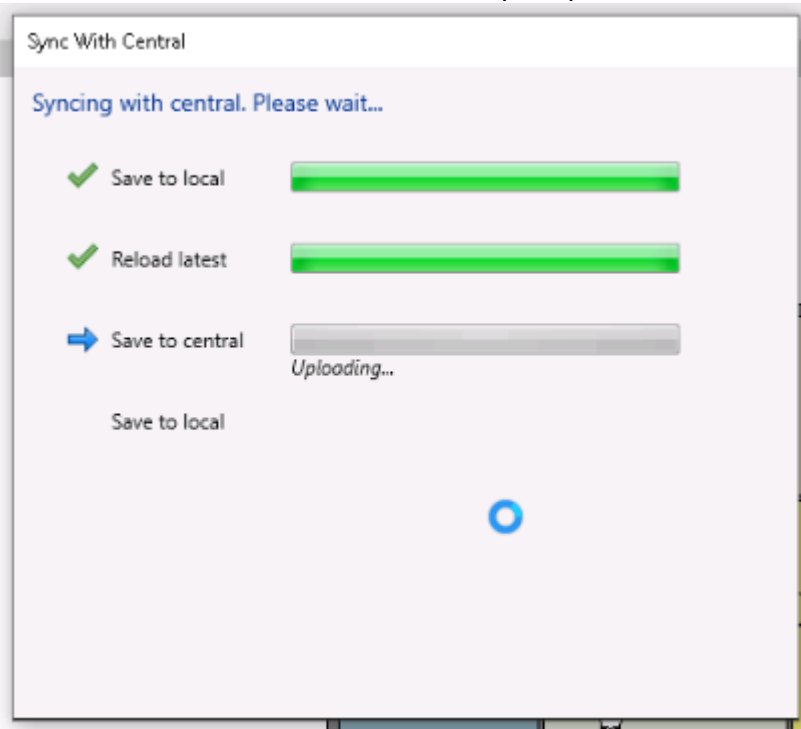 Sync With Central
Syncing with central. Please wait...
Save to local
Reload latest
Save to central
Uploading...
Save to local